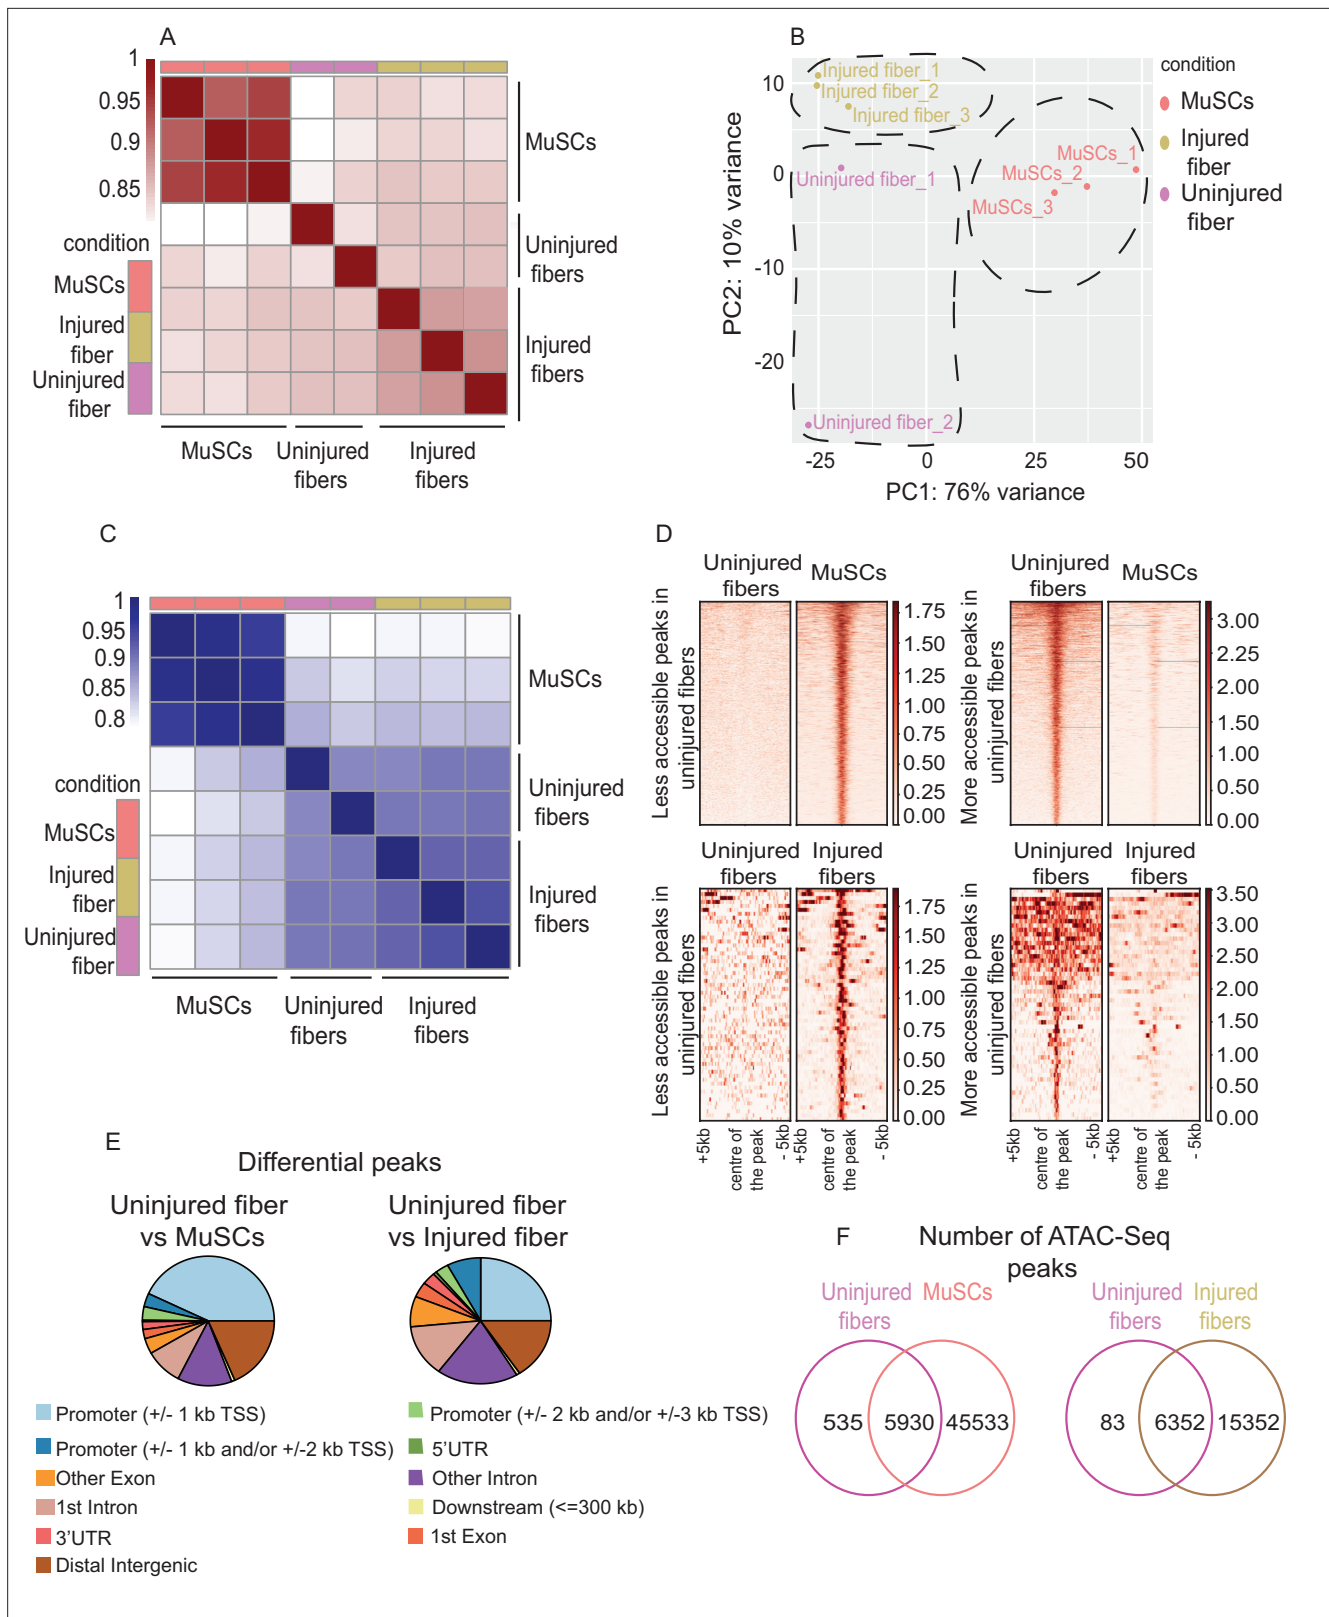 A
1
0.95
0.9
0.85
condition
MuSCs
Injured
fiber
Uninjured
fiber
MuSCs
Uninjured
fibers
Injured
fibers
MuSCs
Uninjured
fibers
Injured
fibers
B
10
0
-10
-20
PC2: 10% variance
Injured fiber_1
Injured fiber_2
Injured fiber_3
Uninjured fiber_1
MuSCs_1
MuSCs_2
MuSCs_3
Uninjured fiber_2
-25
0
25
50
PC1: 76% variance
condition
MuSCs
Injured
fiber
Uninjured
fiber
C
1
0.95
0.9
0.85
0.8
condition
MuSCs
Injured
fiber
Uninjured
fiber
MuSCs
Uninjured
fibers
Injured
fibers
MuSCs
Uninjured
fibers
Injured
fibers
D
Uninjured
fibers
MuSCs
Less accessible peaks in
uninjured fibers
1.75
1.50
1.25
1.00
0.75
0.50
0.25
0.00
Uninjured
fibers
MuSCs
More accessible peaks in
uninjured fibers
3.00
2.25
2.00
1.50
1.00
0.50
0.00
Uninjured
fibers
Injured
fibers
Less accessible peaks in
uninjured fibers
1.75
1.50
1.25
1.00
0.75
0.50
0.25
0.00
+5kb
centre of
the peak
- 5kb
+5kb
centre of
the peak
- 5kb
Uninjured
fibers
Injured
fibers
More accessible peaks in
uninjured fibers
3.50
3.00
2.50
2.00
1.50
1.00
0.50
0.00
+5kb
centre of
the peak
- 5kb
+5kb
centre of
the peak
- 5kb
E
Differential peaks
Uninjured fiber
vs MuSCs
Uninjured fiber
vs Injured fiber
Promoter (+/- 1 kb TSS)
Promoter (+/- 1 kb and/or +/-2 kb TSS)
Other Exon
1st Intron
3'UTR
Distal Intergenic
Promoter (+/- 2 kb and/or +/-3 kb TSS)
5'UTR
Other Intron
Downstream (<=300 kb)
1st Exon
F
Number of ATAC-Seq
peaks
Uninjured
fibers
MuSCs
535
5930
45533
Uninjured
fibers
Injured
fibers
83
6352
15352